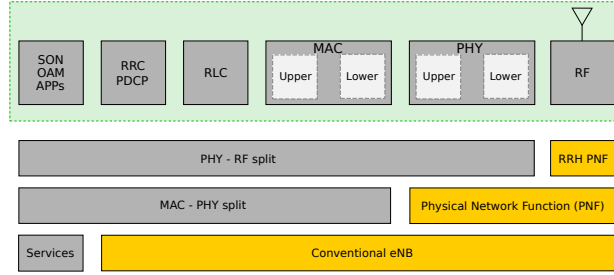 MAC
PHY
SON
OAM
APPs
RRC
PDCP
RLC
Upper
Lower
Upper
Lower
RF
PHY - RF split
RRH PNF
MAC - PHY split
Physical Network Function (PNF)
Services
Conventional eNB